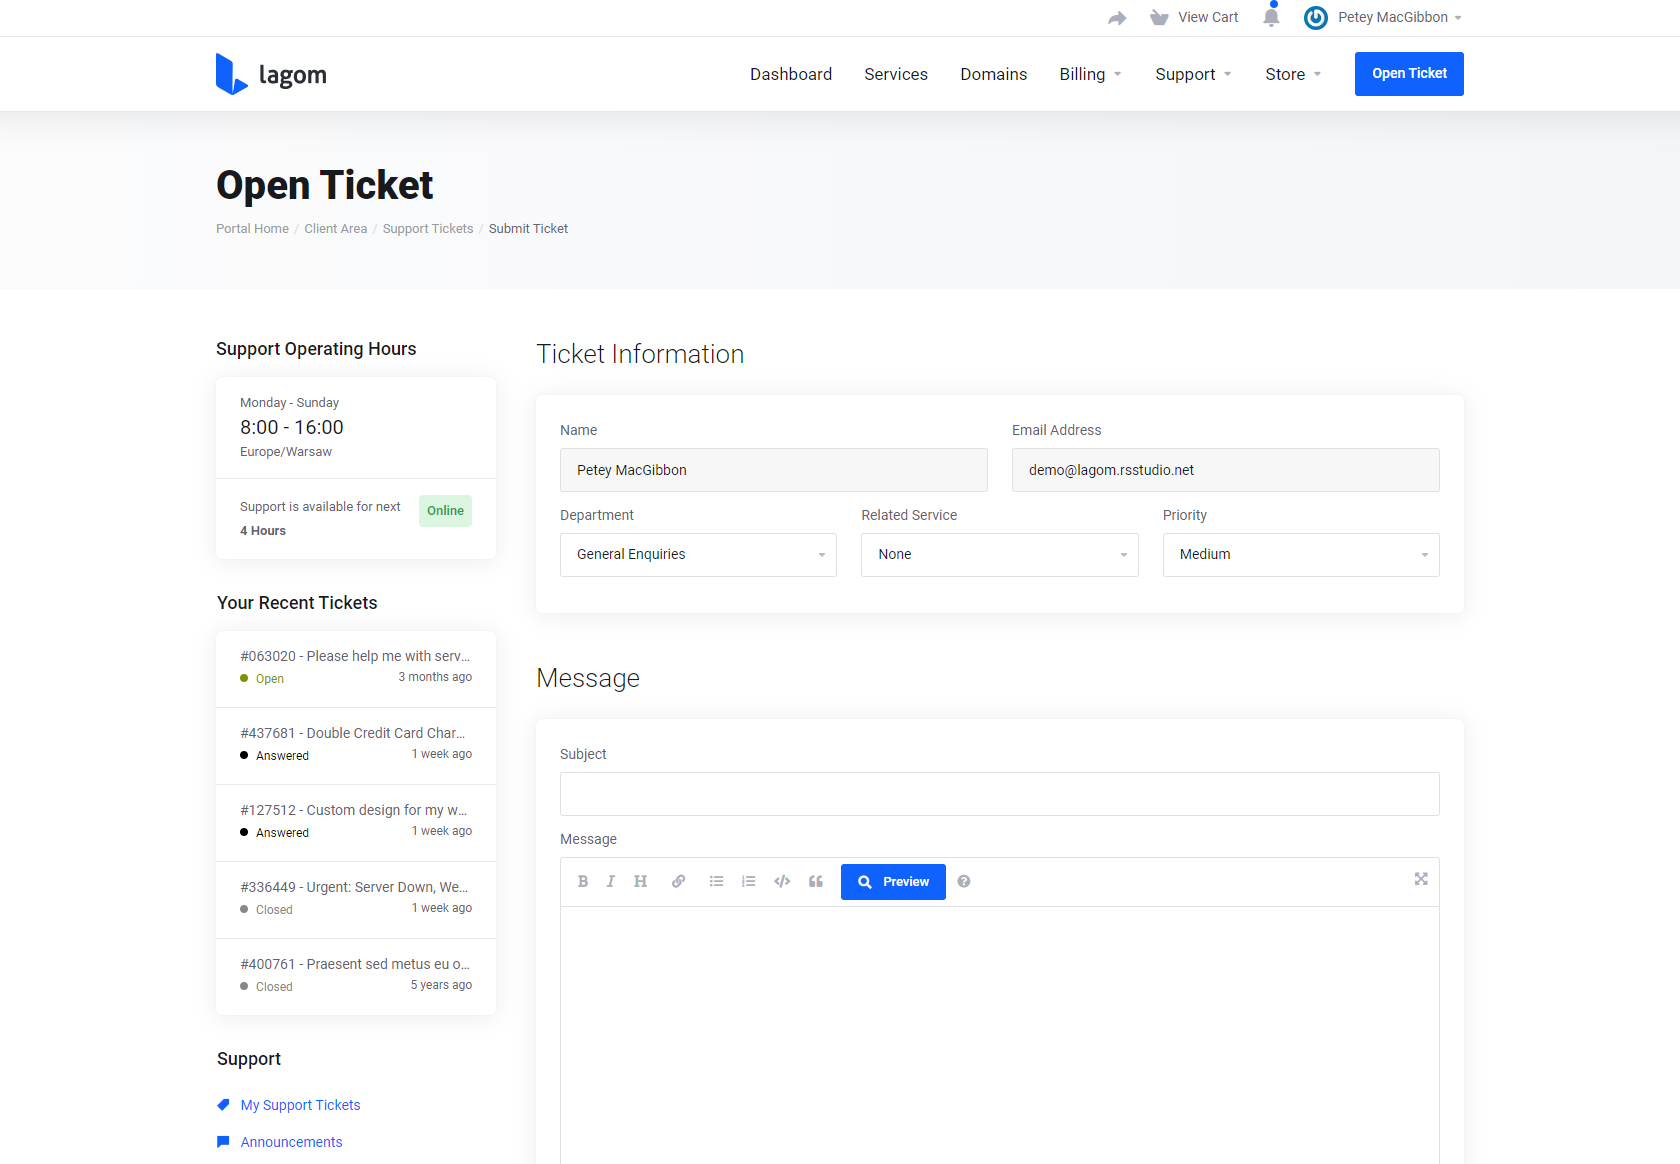 View Cart
Petey MacGibbon
lagom
Dashboard Services Domains Billing Support Store Open Ticket
Open Ticket
Portal Home / Client Area / Support Tickets / Submit Ticket
Support Operating Hours
Monday - Sunday
8:00 - 16:00
Europe/Warsaw
Support is available for next
4 Hours
Online
Your Recent Tickets
#063020 - Please help me with serv...
Open 3 months ago
#437681 - Double Credit Card Char...
Answered 1 week ago
#127512 - Custom design for my w...
Answered 1 week ago
#336449 - Urgent: Server Down, We...
Closed 1 week ago
#400761 - Praesent sed metus eu o...
Closed 5 years ago
Support
My Support Tickets
Announcements
Ticket Information
Name Email Address
Petey MacGibbon demo@lagom.rsstudio.net
Department Related Service Priority
General Enquiries None Medium
Message
Subject
Message
B I H Preview